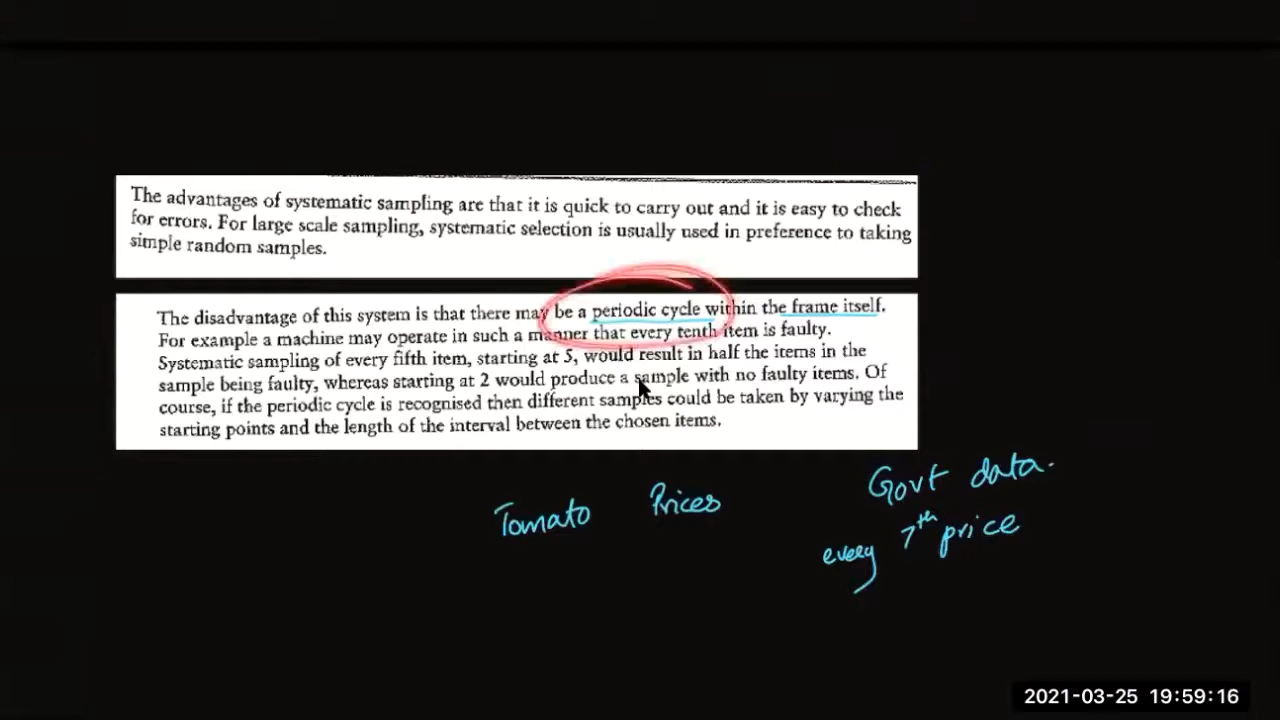 The advantages of systematic sampling are that it is quick to carry out and it is easy to check
for errors. For large scale sampling, systematic selection is usually used in preference to taking
simple random samples.
The disadvantage of this system is that there may be a periodic cycle within the frame itself.
For example a machine may operate in such a manner that every tenth item is faulty.
Systematic sampling of every fifth item, starting at 5, would result in half the items in the
sample being faulty, whereas starting at 2 would produce a sample with no faulty items. Of
course, if the periodic cycle is recognised then different samples could be taken by varying the
starting points and the length of the interval between the chosen items.
Tomato Prices
Govt data.
every 7th price
2021-03-25 19:59:16